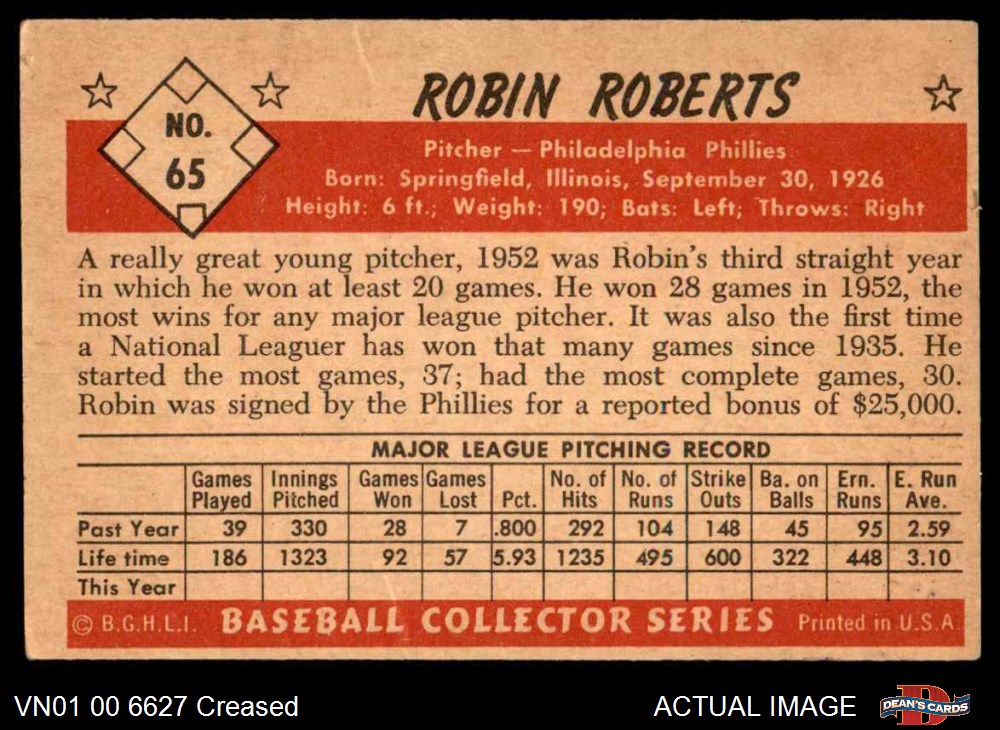 NO.
65
ROBIN ROBERTS
Pitcher — Philadelphia Phillies
Born: Springfield, Illinois, September 30, 1926
Height: 6 ft.; Weight: 190; Bats: Left; Throws: Right
A really great young pitcher, 1952 was Robin's third straight year
in which he won at least 20 games. He won 28 games in 1952, the
most wins for any major league pitcher. It was also the first time
a National Leaguer has won that many games since 1935. He
started the most games, 37; had the most complete games, 30.
Robin was signed by the Phillies for a reported bonus of $25,000.
MAJOR LEAGUE PITCHING RECORD
Games Innings Games Games No. of No. of Strike Ba. on Ern. E. Run
Played Pitched Won Lost Pct. Hits Runs Outs Balls Runs Ave.
Past Year 39 330 28 7 .800 292 104 148 45 95 2.59
Life time 186 1323 92 57 5.93 1235 495 600 322 448 3.10
This Year
© B.G.H.L.I. BASEBALL COLLECTOR SERIES Printed in U.S.A
VN01 00 6627 Creased ACTUAL IMAGE D DEAN'S CARDS